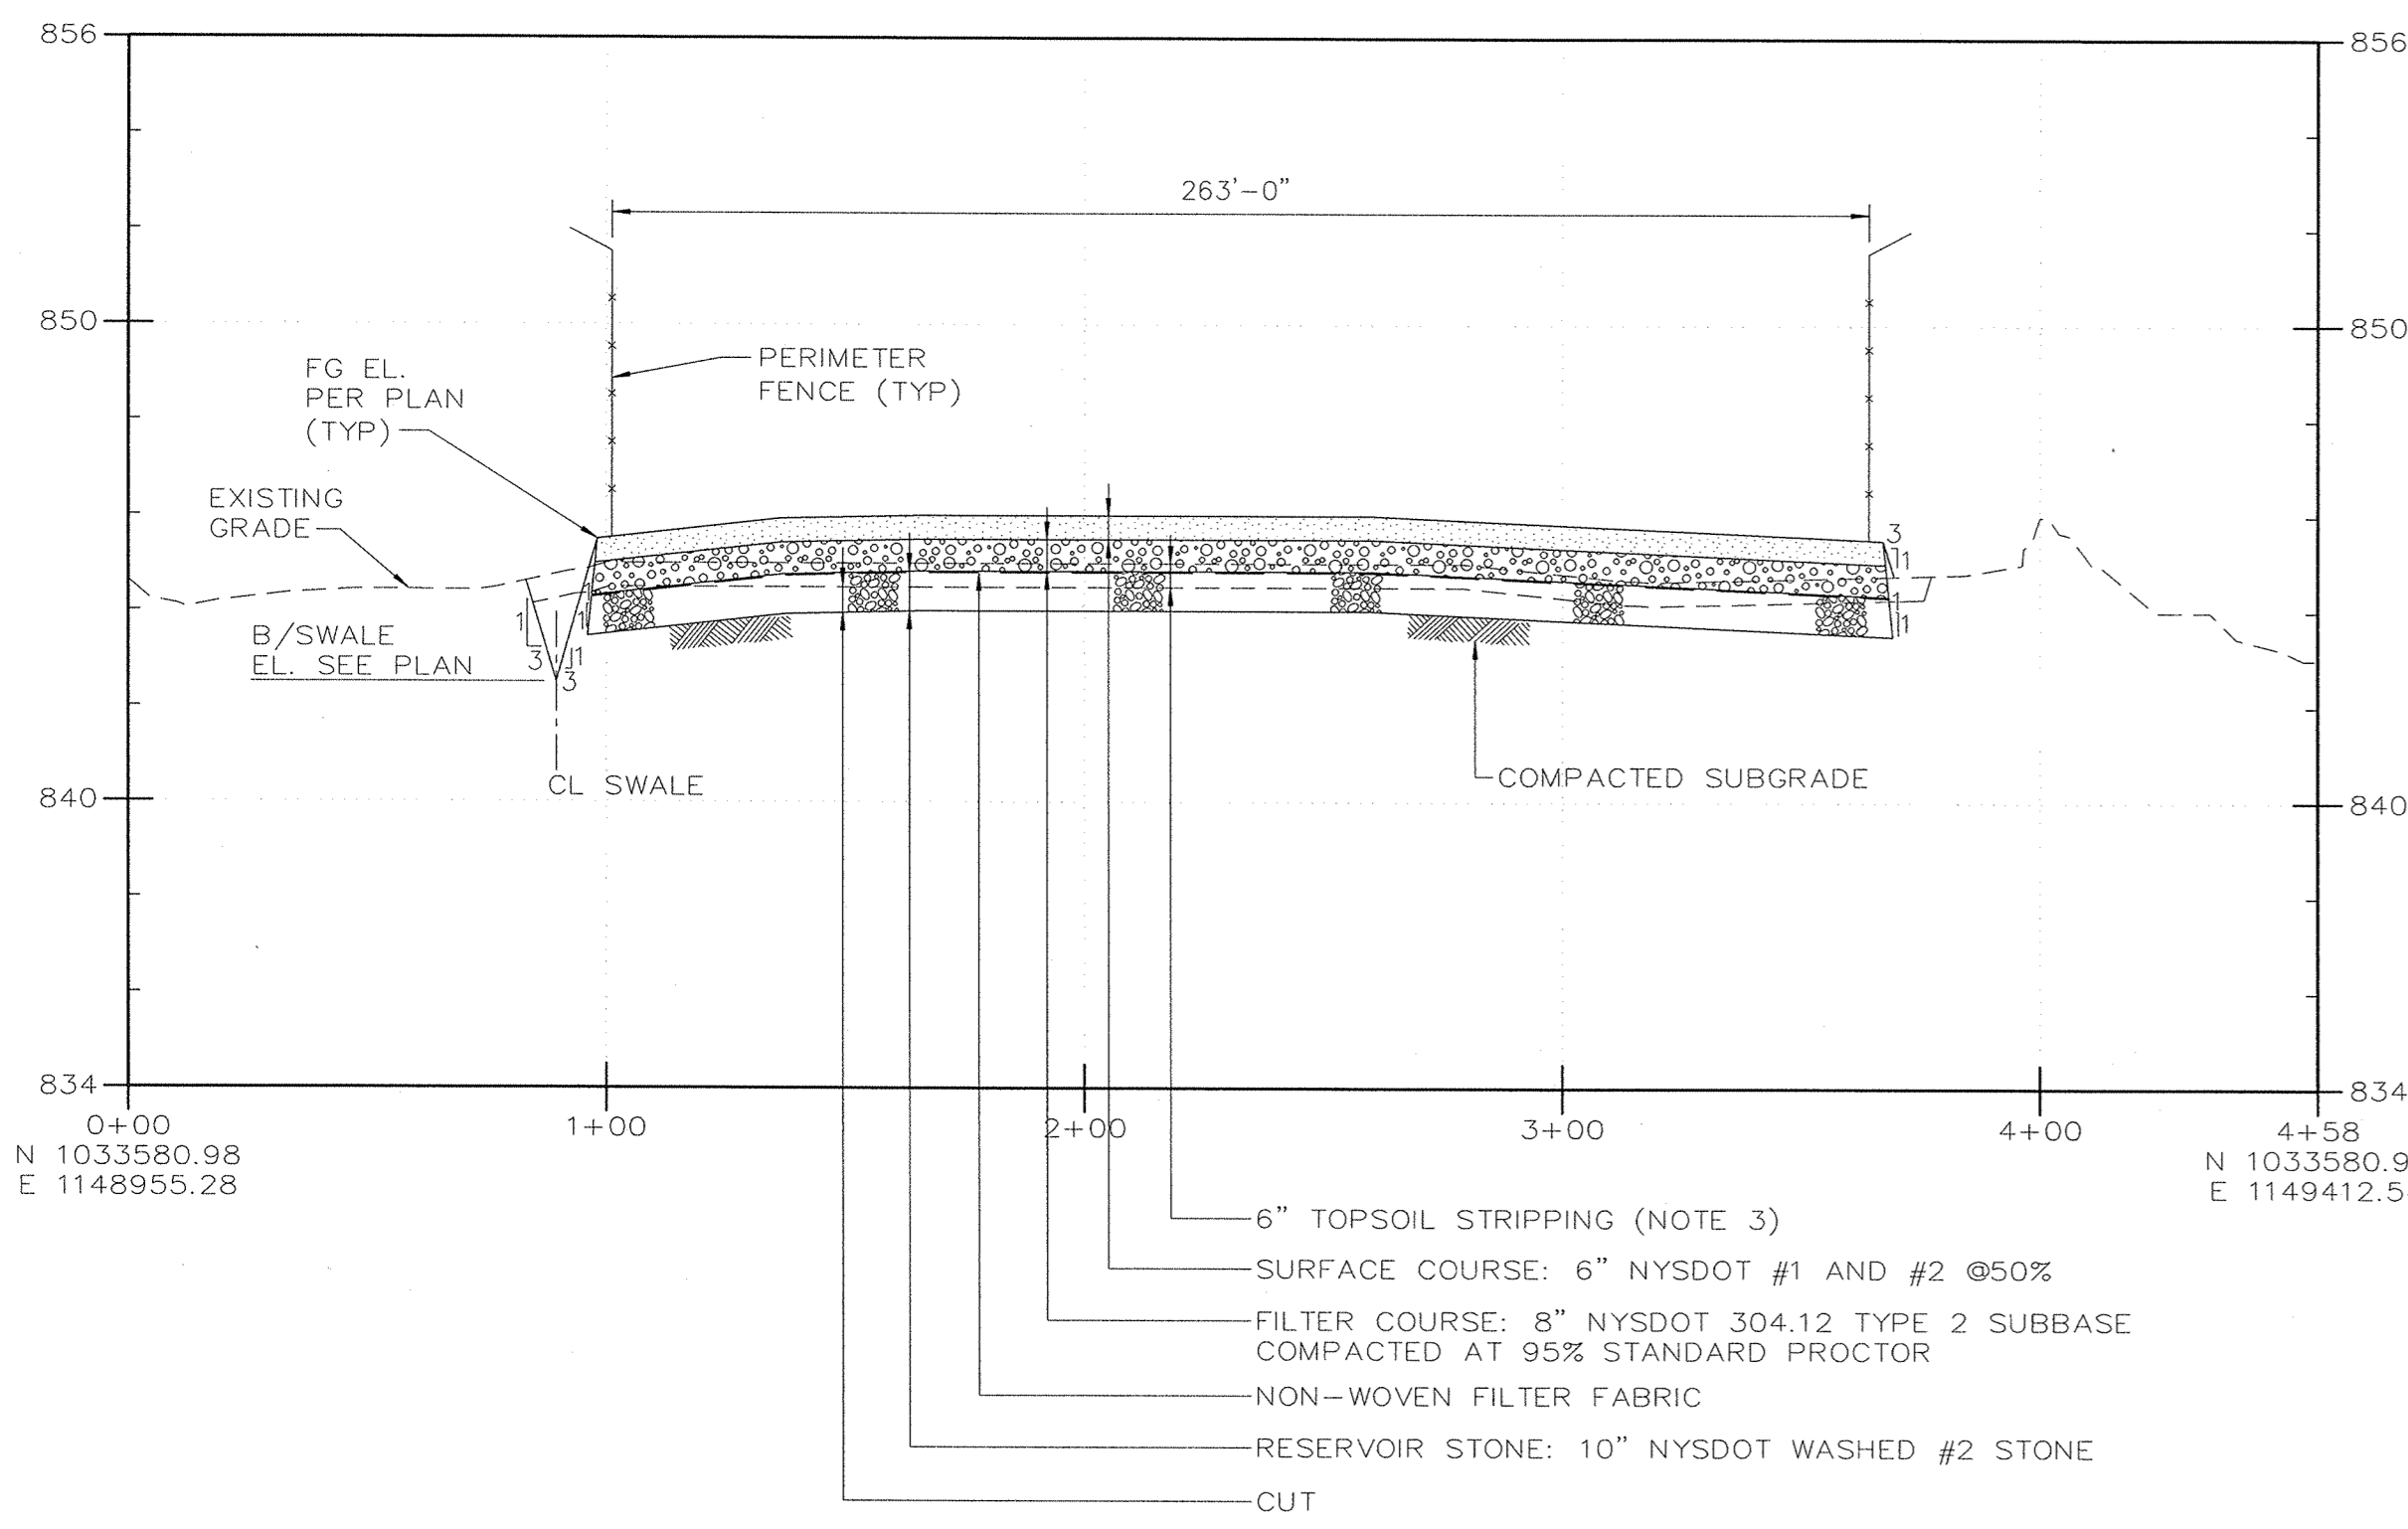 856
856
263'-0"
850
850
FG EL.
PER PLAN
(TYP)
PERIMETER
FENCE (TYP)
EXISTING
GRADE
3
1
1
1
1
3
1
3
1
B/SWALE
EL. SEE PLAN
CL SWALE
COMPACTED SUBGRADE
840
840
834
834
0+00
1+00
2+00
3+00
4+00
4+58
N 1033580.98
E 1148955.28
N 1033580.9
E 1149412.5
6" TOPSOIL STRIPPING (NOTE 3)
SURFACE COURSE: 6" NYSDOT #1 AND #2 @50%
FILTER COURSE: 8" NYSDOT 304.12 TYPE 2 SUBBASE
COMPACTED AT 95% STANDARD PROCTOR
NON-WOVEN FILTER FABRIC
RESERVOIR STONE: 10" NYSDOT WASHED #2 STONE
CUT